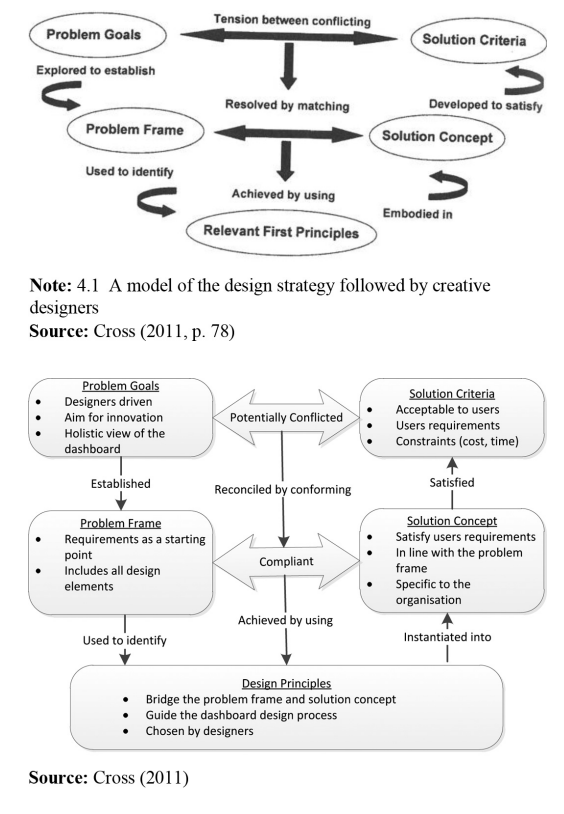 Problem Goals
Tension between conflicting
Solution Criteria
Explored to establish
Resolved by matching
Developed to satisfy
Problem Frame
Solution Concept
Used to identify
Achieved by using
Embodied in
Relevant First Principles
Note: 4.1 A model of the design strategy followed by creative
designers
Source: Cross (2011, p. 78)
Problem Goals
• Designers driven
• Aim for innovation
• Holistic view of the
dashboard
Potentially Conflicted
Solution Criteria
• Acceptable to users
• Users requirements
• Constraints (cost, time)
Established
Reconciled by conforming
Satisfied
Problem Frame
• Requirements as a starting
point
• Includes all design
elements
Compliant
Solution Concept
• Satisfy users requirements
• In line with the problem
frame
• Specific to the
organisation
Used to identify
Achieved by using
Instantiated into
Design Principles
• Bridge the problem frame and solution concept
• Guide the dashboard design process
• Chosen by designers
Source: Cross (2011)